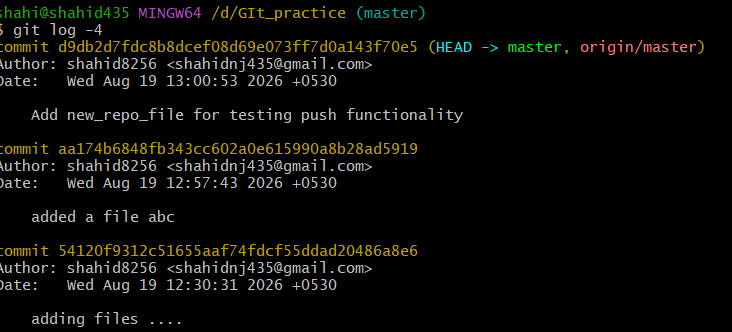 shahi@shahid435 MINGW64 /d/GIt_practice (master)
$ git log -4
commit d9db2d7fdc8b8dcef08d69e073ff7d0a143f70e5 (HEAD -> master, origin/master)
Author: shahid8256 <shahidnj435@gmail.com>
Date:   Wed Aug 19 13:00:53 2026 +0530
    Add new_repo_file for testing push functionality
commit aa174b6848fb343cc602a0e615990a8b28ad5919
Author: shahid8256 <shahidnj435@gmail.com>
Date:   Wed Aug 19 12:57:43 2026 +0530
    added a file abc
commit 54120f9312c51655aaf74fdcf55ddad20486a8e6
Author: shahid8256 <shahidnj435@gmail.com>
Date:   Wed Aug 19 12:30:31 2026 +0530
    adding files ....